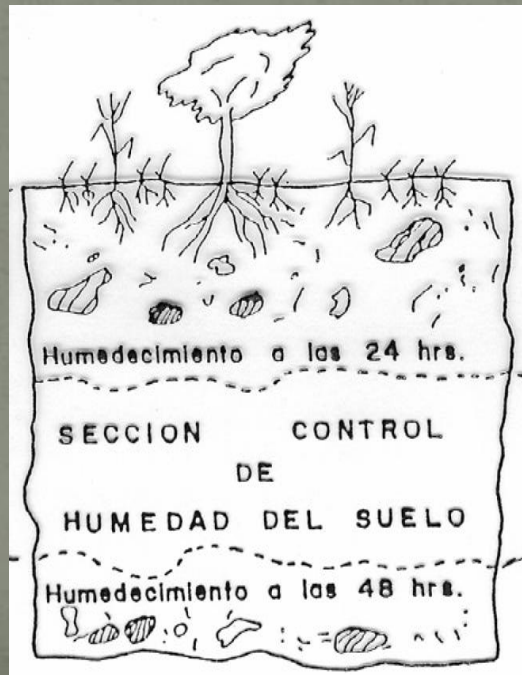 Humedecimiento a las 24 hrs.
SECCION CONTROL
DE
HUMEDAD DEL SUELO
Humedecimiento a las 48 hrs.